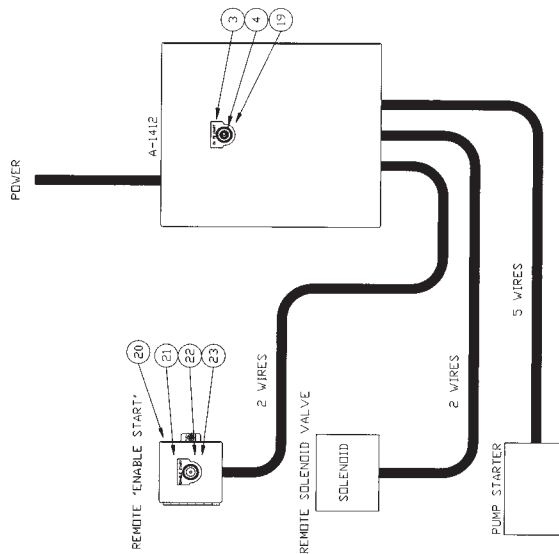 POWER
A-1412
3
4
19
REMOTE "ENABLE START"
20
21
22
23
2 WIRES
REMOTE SOLENOID VALVE
SOLENOID
2 WIRES
5 WIRES
PUMP STARTER